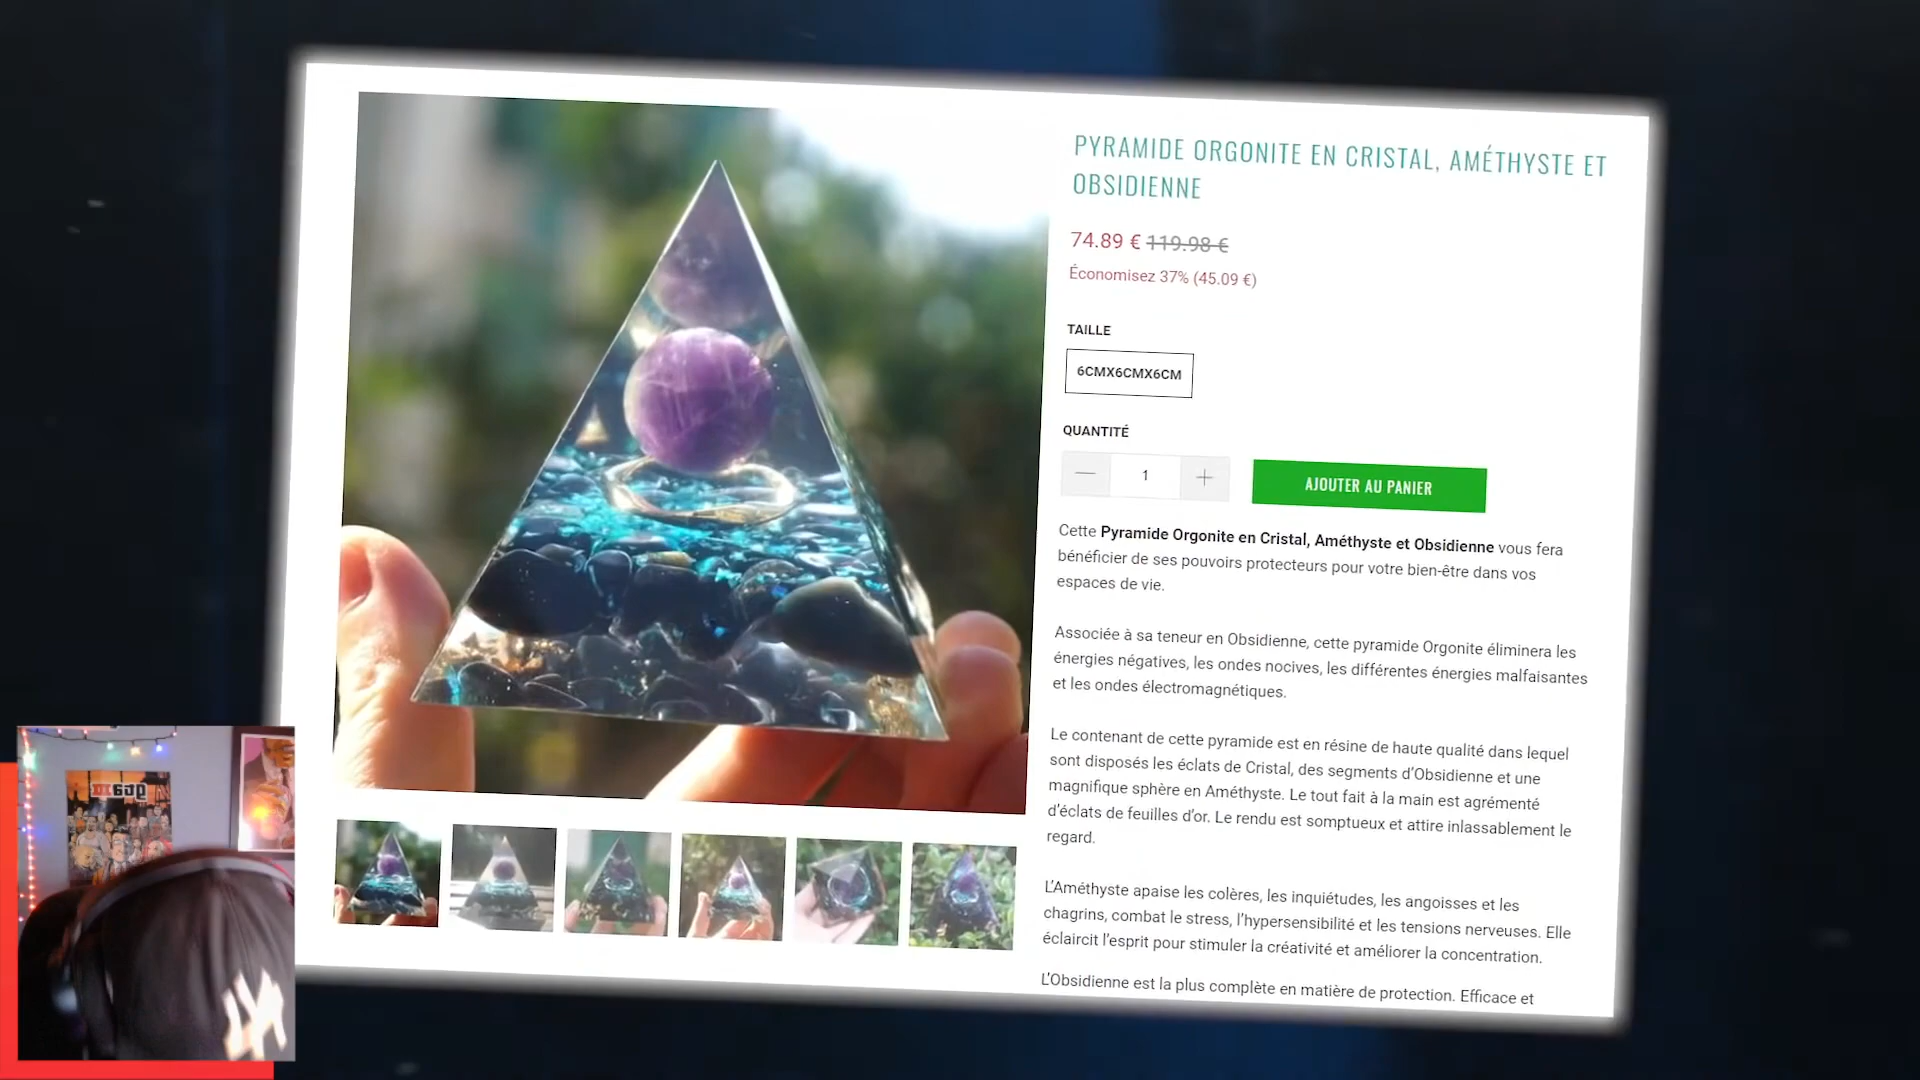 PYRAMIDE ORGONITE EN CRISTAL, AMÉTHYSTE ET
OBSIDIENNE
74.89 € 119.98 €
Économisez 37% (45.09 €)
TAILLE
6CMX6CMX6CM
QUANTITÉ
— 1 +
AJOUTER AU PANIER
Cette Pyramide Orgonite en Cristal, Améthyste et Obsidienne vous fera
bénéficier de ses pouvoirs protecteurs pour votre bien-être dans vos
espaces de vie.
Associée à sa teneur en Obsidienne, cette pyramide Orgonite éliminera les
énergies négatives, les ondes nocives, les différentes énergies malfaisantes
et les ondes électromagnétiques.
Le contenant de cette pyramide est en résine de haute qualité dans lequel
sont disposés les éclats de Cristal, des segments d'Obsidienne et une
magnifique sphère en Améthyste. Le tout fait à la main est agrémenté
d'éclats de feuilles d'or. Le rendu est somptueux et attire inlassablement le
regard.
L'Améthyste apaise les colères, les inquiétudes, les angoisses et les
chagrins, combat le stress, l'hypersensibilité et les tensions nerveuses. Elle
éclaircit l'esprit pour stimuler la créativité et améliorer la concentration.
L'Obsidienne est la plus complète en matière de protection. Efficace et